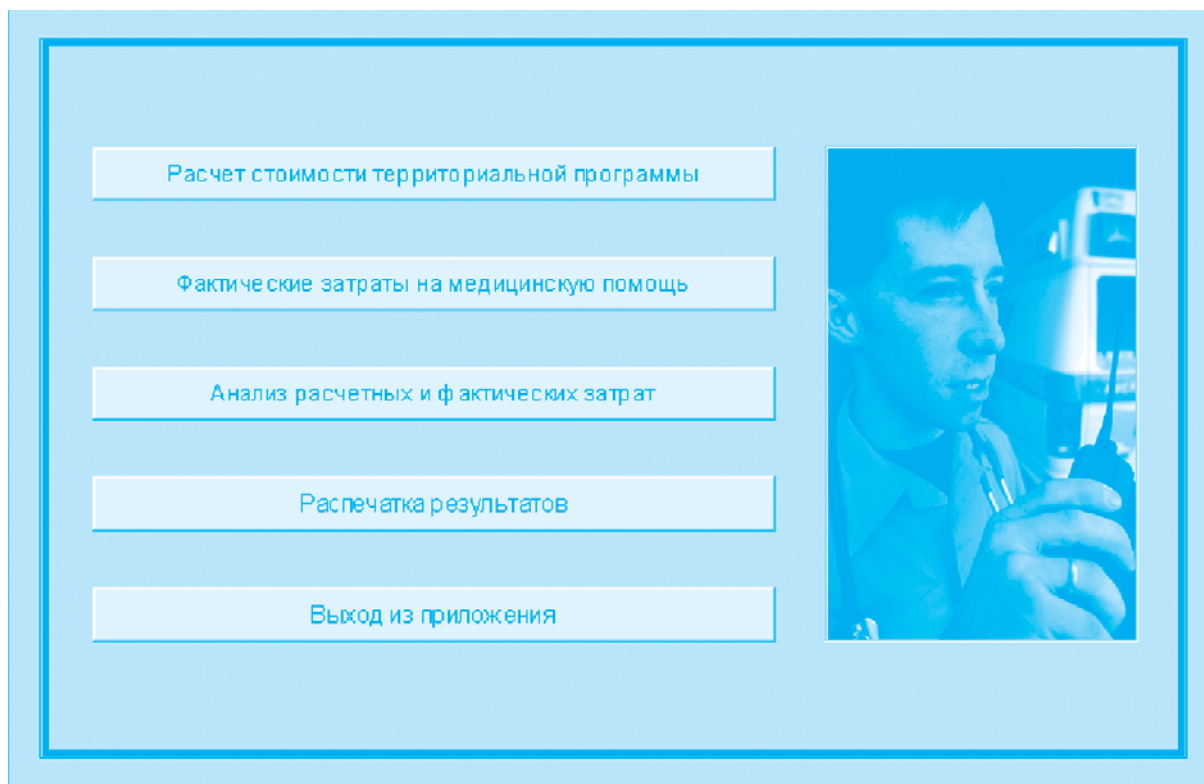 Расчет стоимости территориальной программы
Фактические затраты на медицинскую помощь
Анализ расчетных и фактических затрат
Распечатка результатов
Выход из приложения